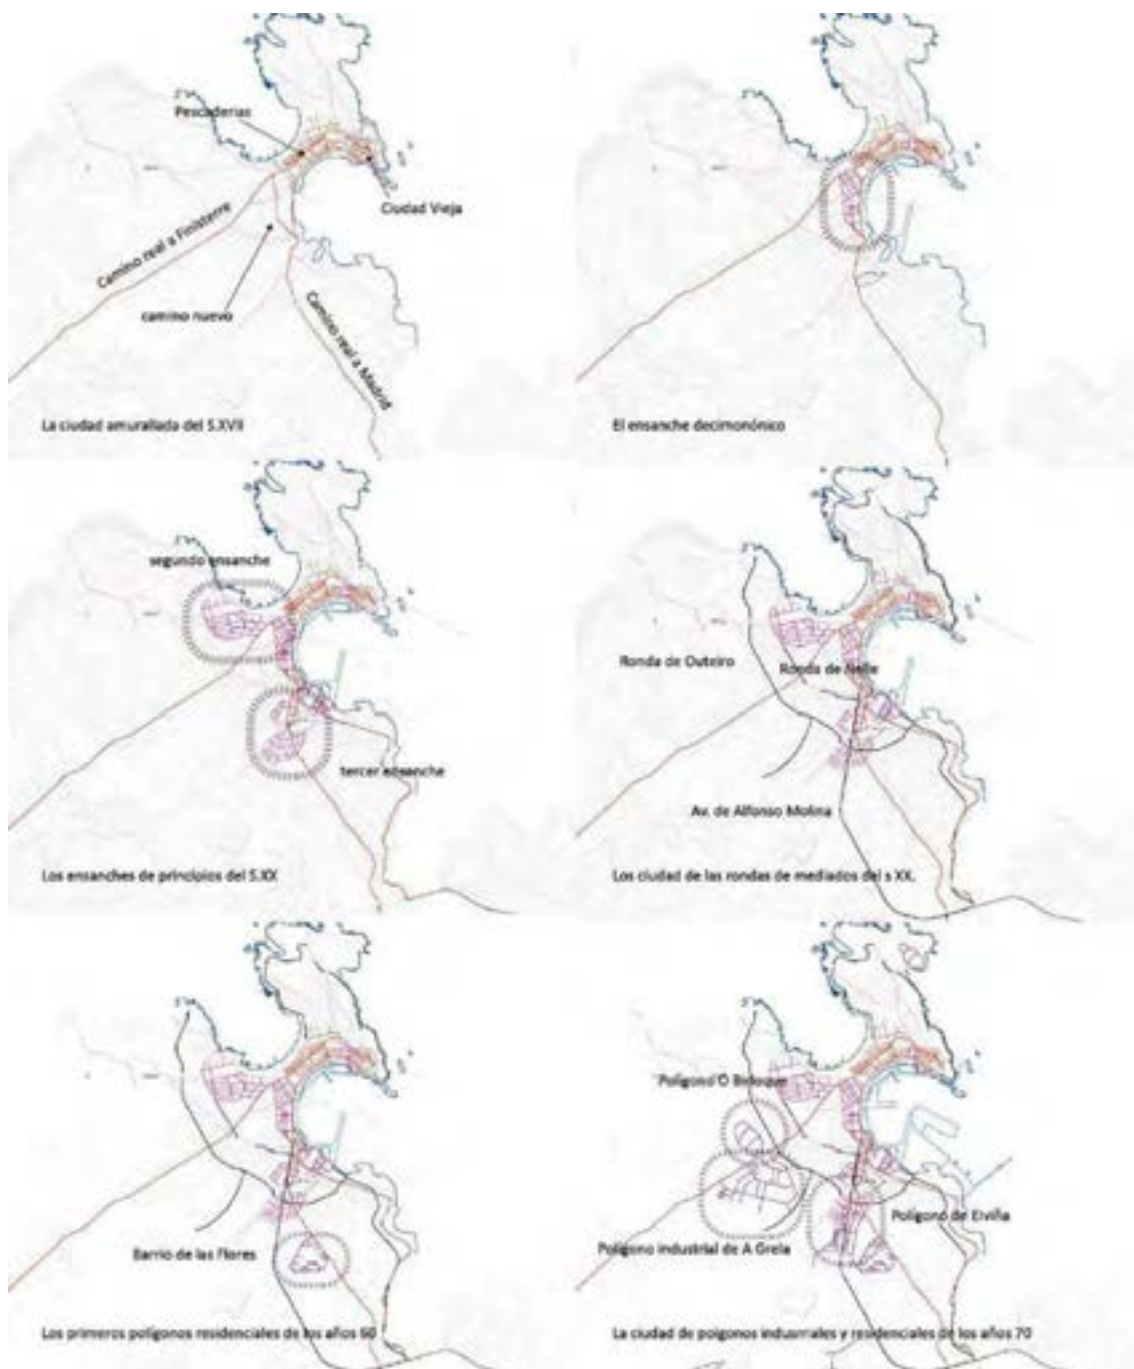 Pescaderias
Ciudad Vieja
Camino real a Finisterre
camino nuevo
Camino real a Madrid
La ciudad amurallada del S.XVII
El ensanche decimonónico
segundo ensanche
tercer ensanche
Los ensanches de principios del S.XX
Ronda de Outeiro
Ronda de Nelle
Av. de Alfonso Molina
Los ciudad de las rondas de mediados del s XX.
Barrio de las Flores
Los primeros polígonos residenciales de los años 60
Polígono O Birloque
Polígono de Elviña
Polígono industrial de A Grela
La ciudad de poígonos indusrriales y residenciales de los años 70